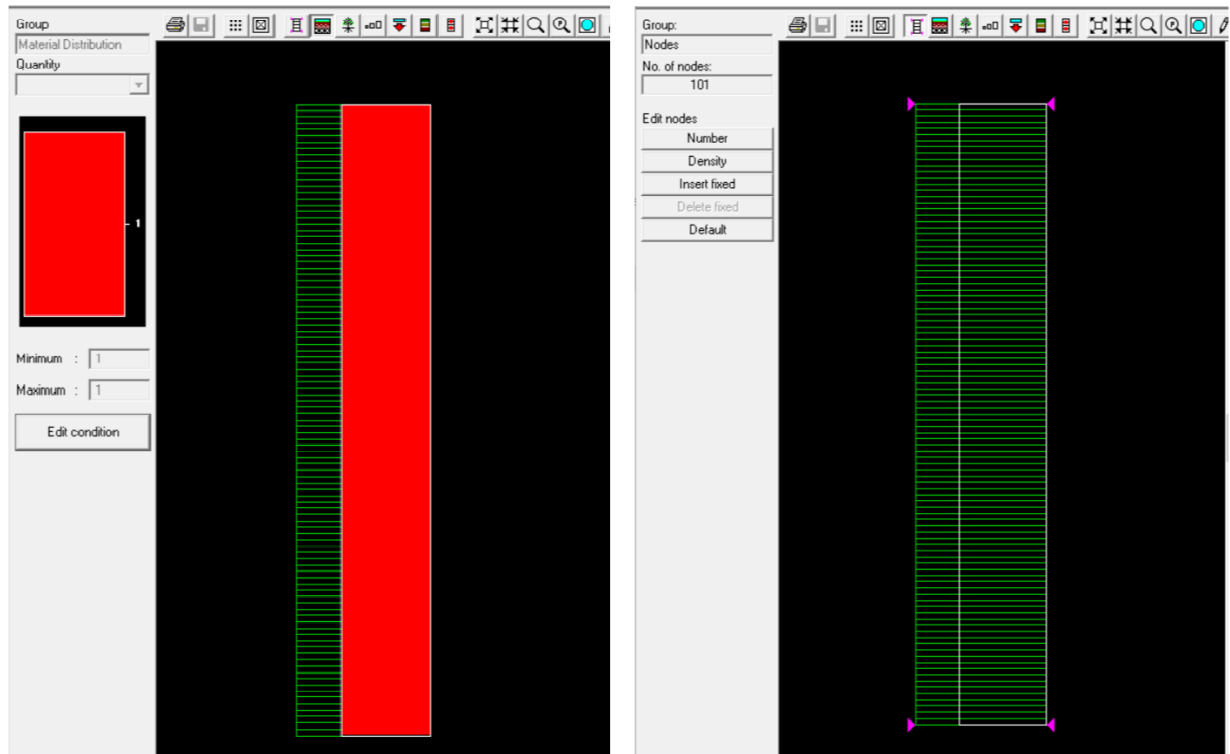 Group
Material Distribution
Quantity
1
Minimum : 1
Maximum : 1
Edit condition
Group:
Nodes
No. of nodes:
101
Edit nodes
Number
Density
Insert fixed
Delete fixed
Default